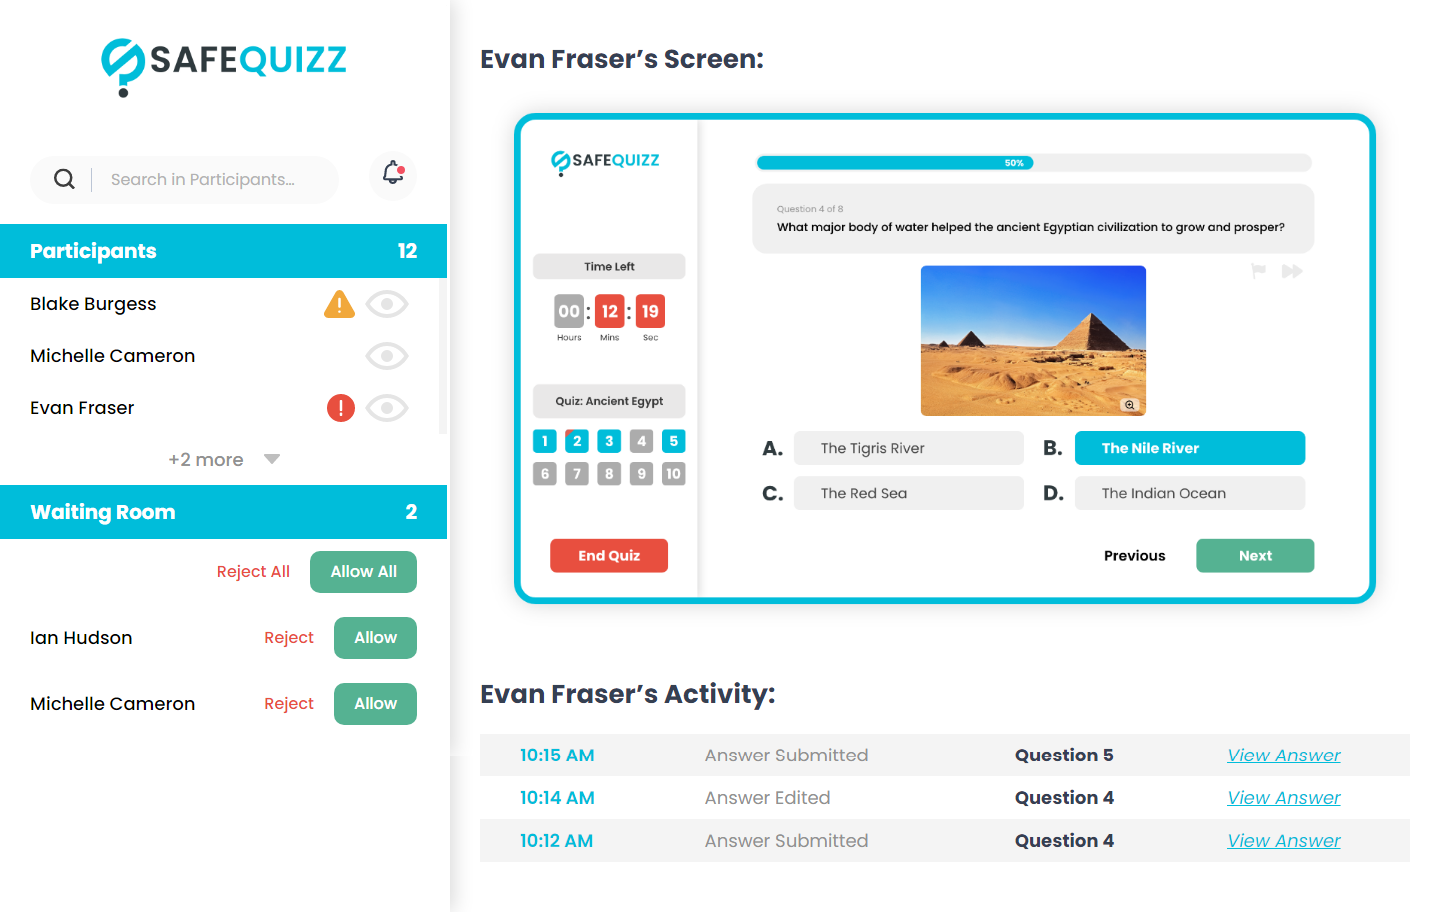 SAFEQUIZZ
Search in Participants...
Participants 12
Blake Burgess
Michelle Cameron
Evan Fraser
+2 more
Waiting Room 2
Reject All Allow All
Ian Hudson Reject Allow
Michelle Cameron Reject Allow
Evan Fraser's Screen:
SAFEQUIZZ
Time Left
00 : 12 : 19
Hours Mins Sec
Quiz: Ancient Egypt
1 2 3 4 5
6 7 8 9 10
End Quiz
50%
Question 4 of 8
What major body of water helped the ancient Egyptian civilization to grow and prosper?
A. The Tigris River B. The Nile River
C. The Red Sea D. The Indian Ocean
Previous Next
Evan Fraser's Activity:
10:15 AM Answer Submitted Question 5 View Answer
10:14 AM Answer Edited Question 4 View Answer
10:12 AM Answer Submitted Question 4 View Answer